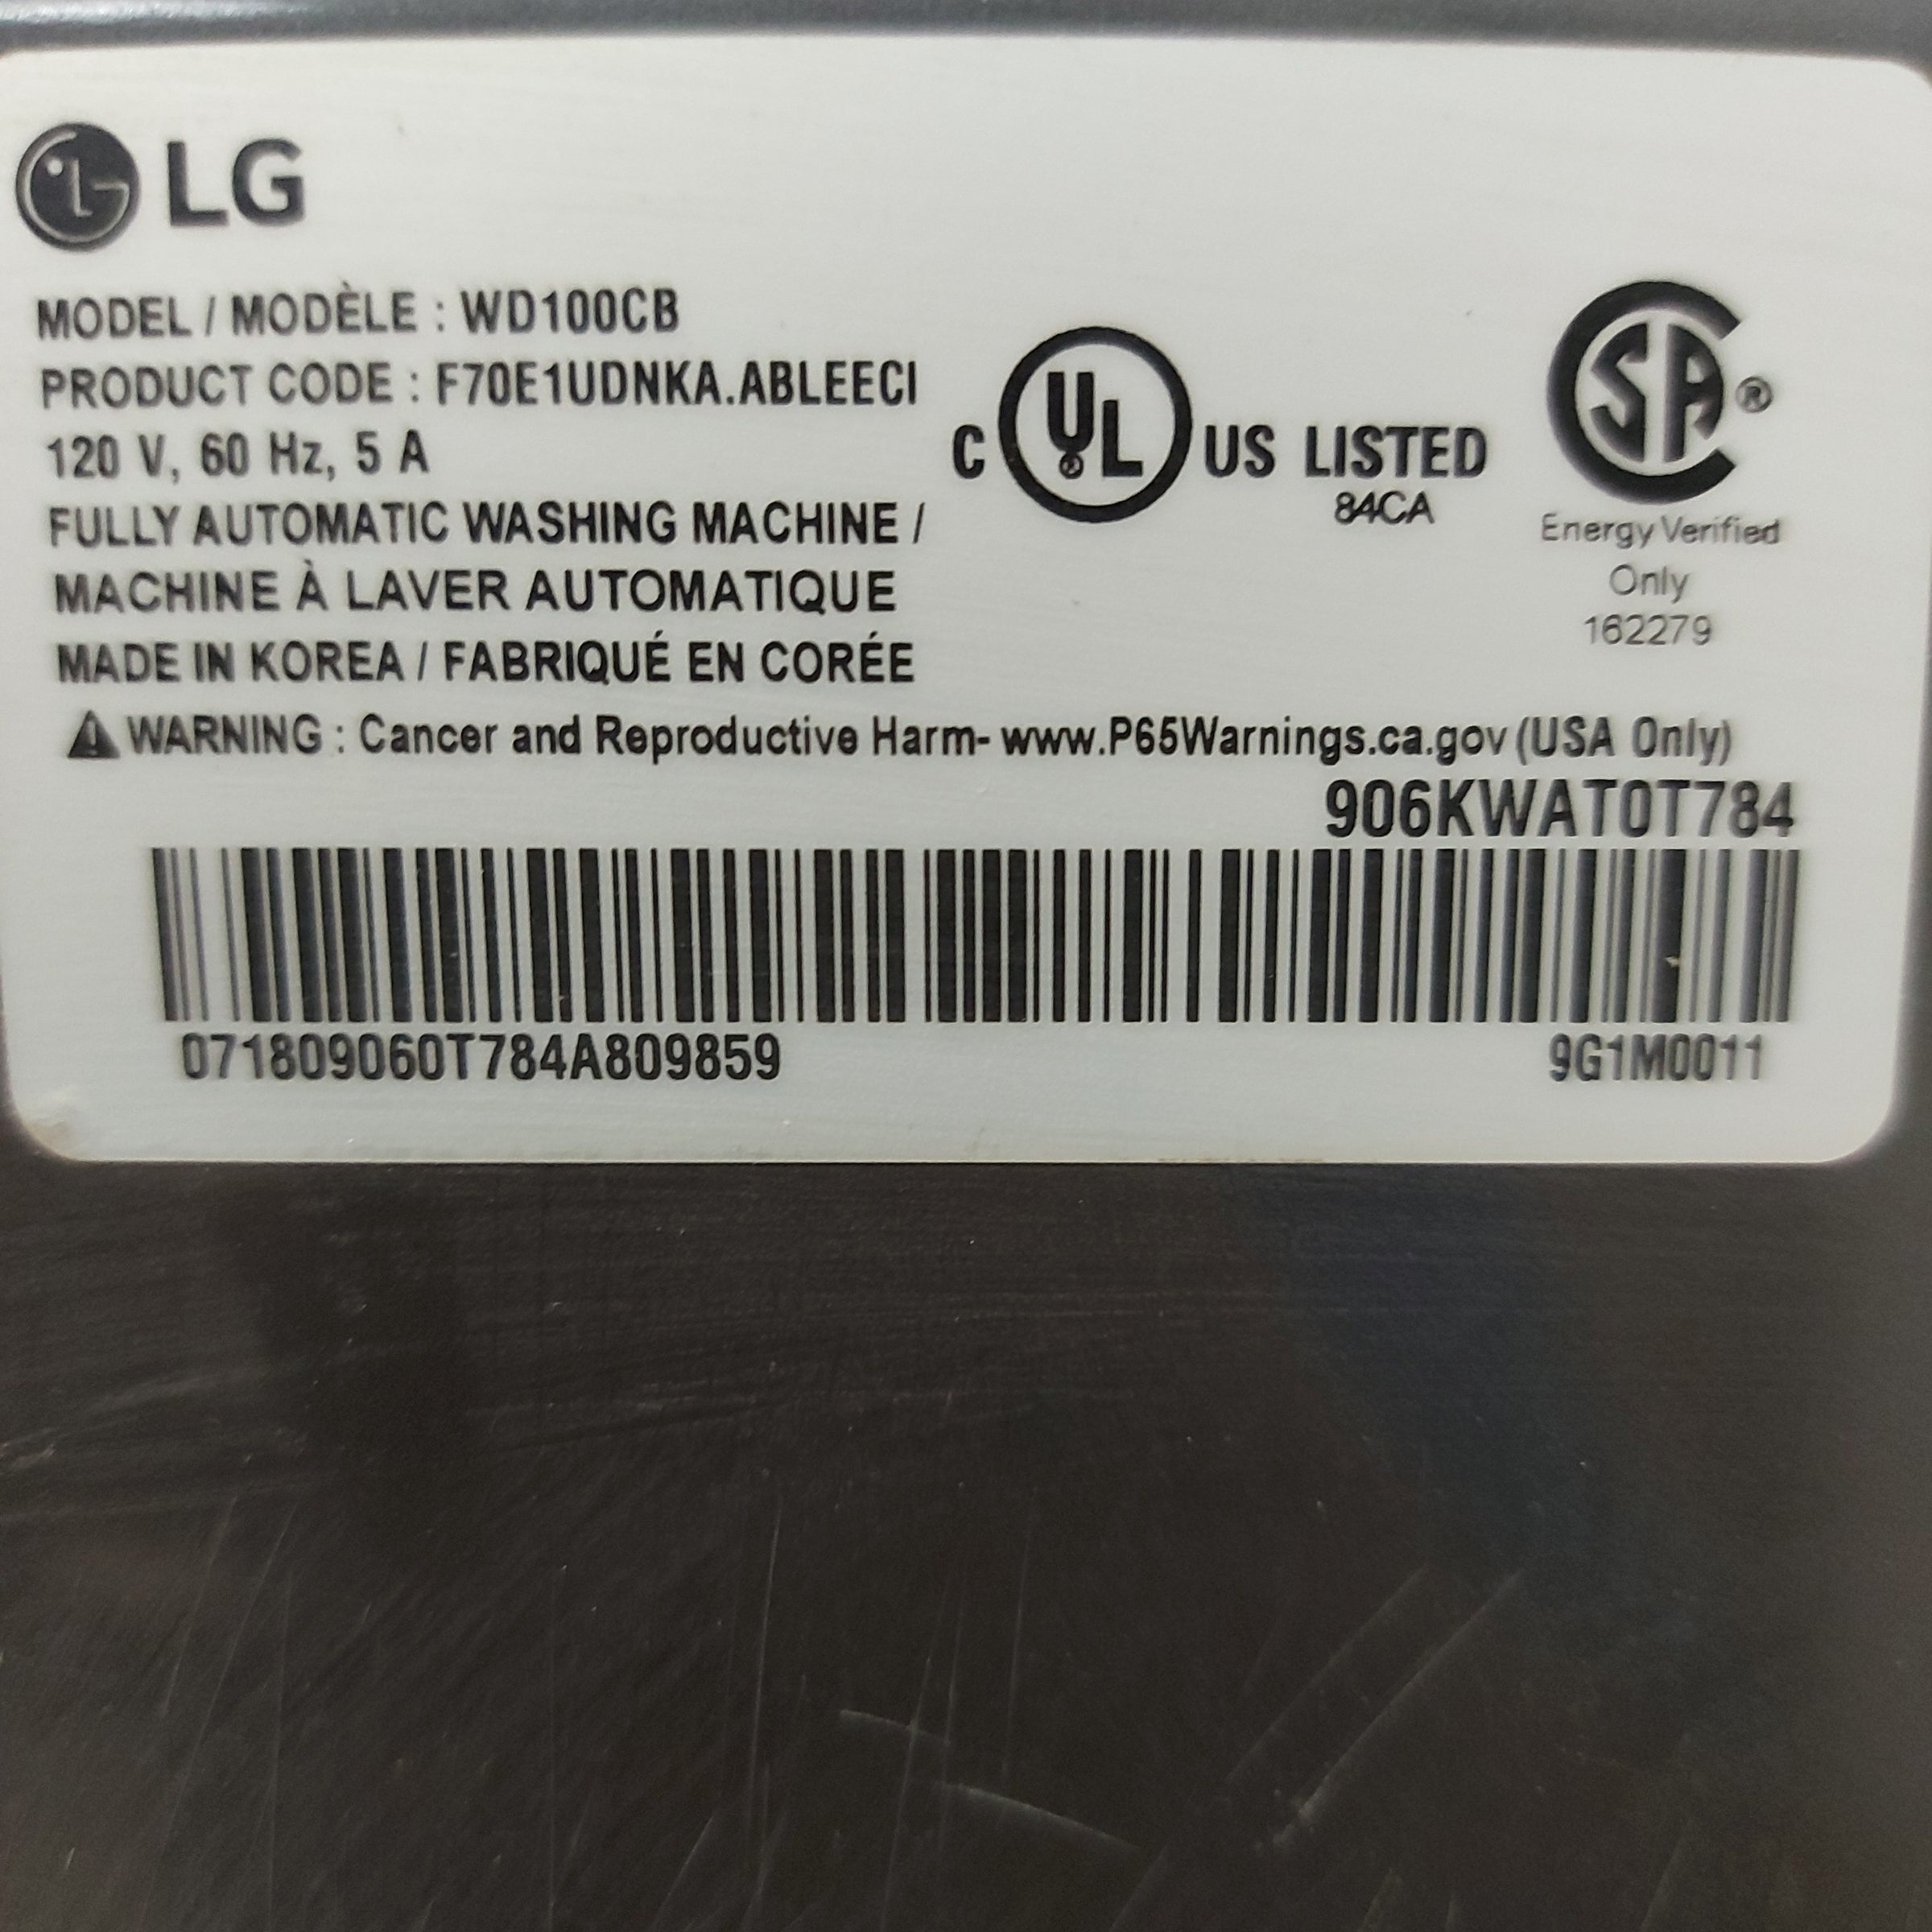 LG
MODEL / MODÈLE : WD100CB
PRODUCT CODE : F70E1UDNKA.ABLEECI
120 V, 60 Hz, 5 A
FULLY AUTOMATIC WASHING MACHINE /
MACHINE À LAVER AUTOMATIQUE
MADE IN KOREA / FABRIQUÉ EN CORÉE
C UL® US LISTED
84CA
CSA®
Energy Verified
Only
162279
WARNING : Cancer and Reproductive Harm- www.P65Warnings.ca.gov (USA Only)
906KWAT0T784
071809060T784A809859 9G1M0011